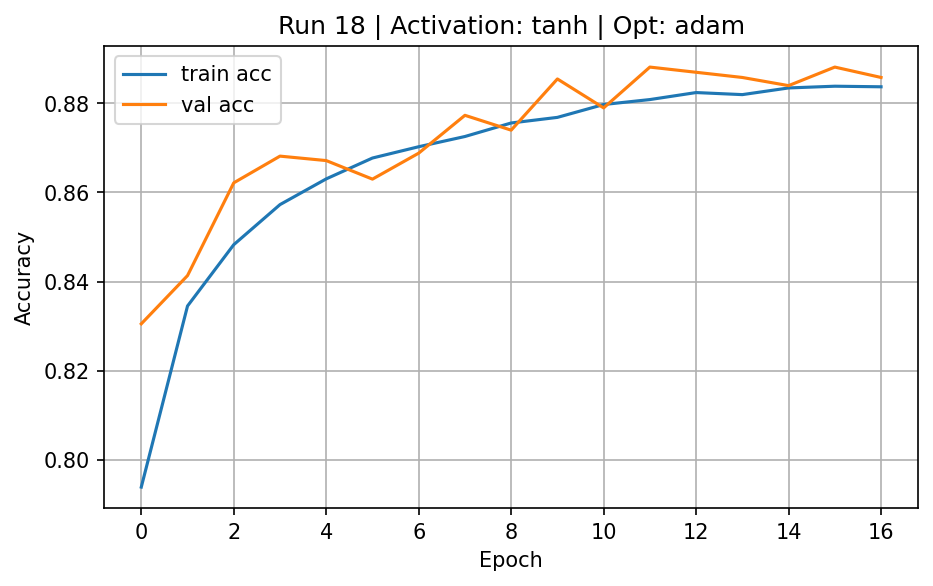 Run 18 | Activation: tanh | Opt: adam
train acc
val acc
0.88
0.86
0.84
0.82
0.80
Accuracy
0 2 4 6 8 10 12 14 16
Epoch